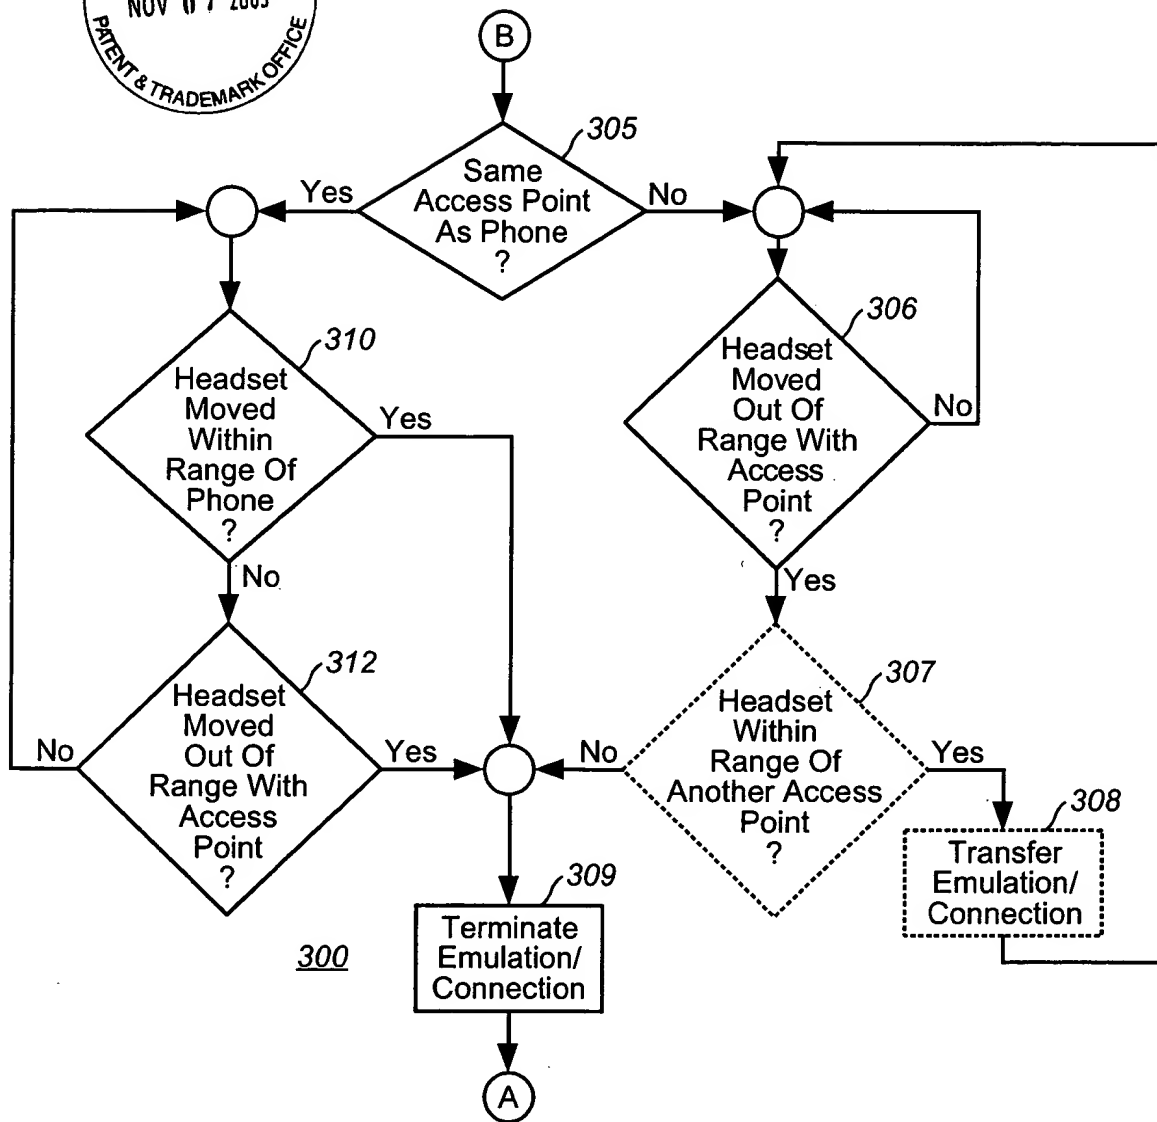 NOV 07 2005
PATENT & TRADEMARK OFFICE
B
305
Same
Access Point
As Phone
?
Yes
No
310
Headset
Moved
Within
Range Of
Phone
?
Yes
No
306
Headset
Moved
Out Of
Range With
Access
Point
?
No
Yes
312
Headset
Moved
Out Of
Range With
Access
Point
?
No
Yes
307
Headset
Within
Range Of
Another Access
Point
?
No
Yes
308
Transfer
Emulation/
Connection
309
Terminate
Emulation/
Connection
300
A